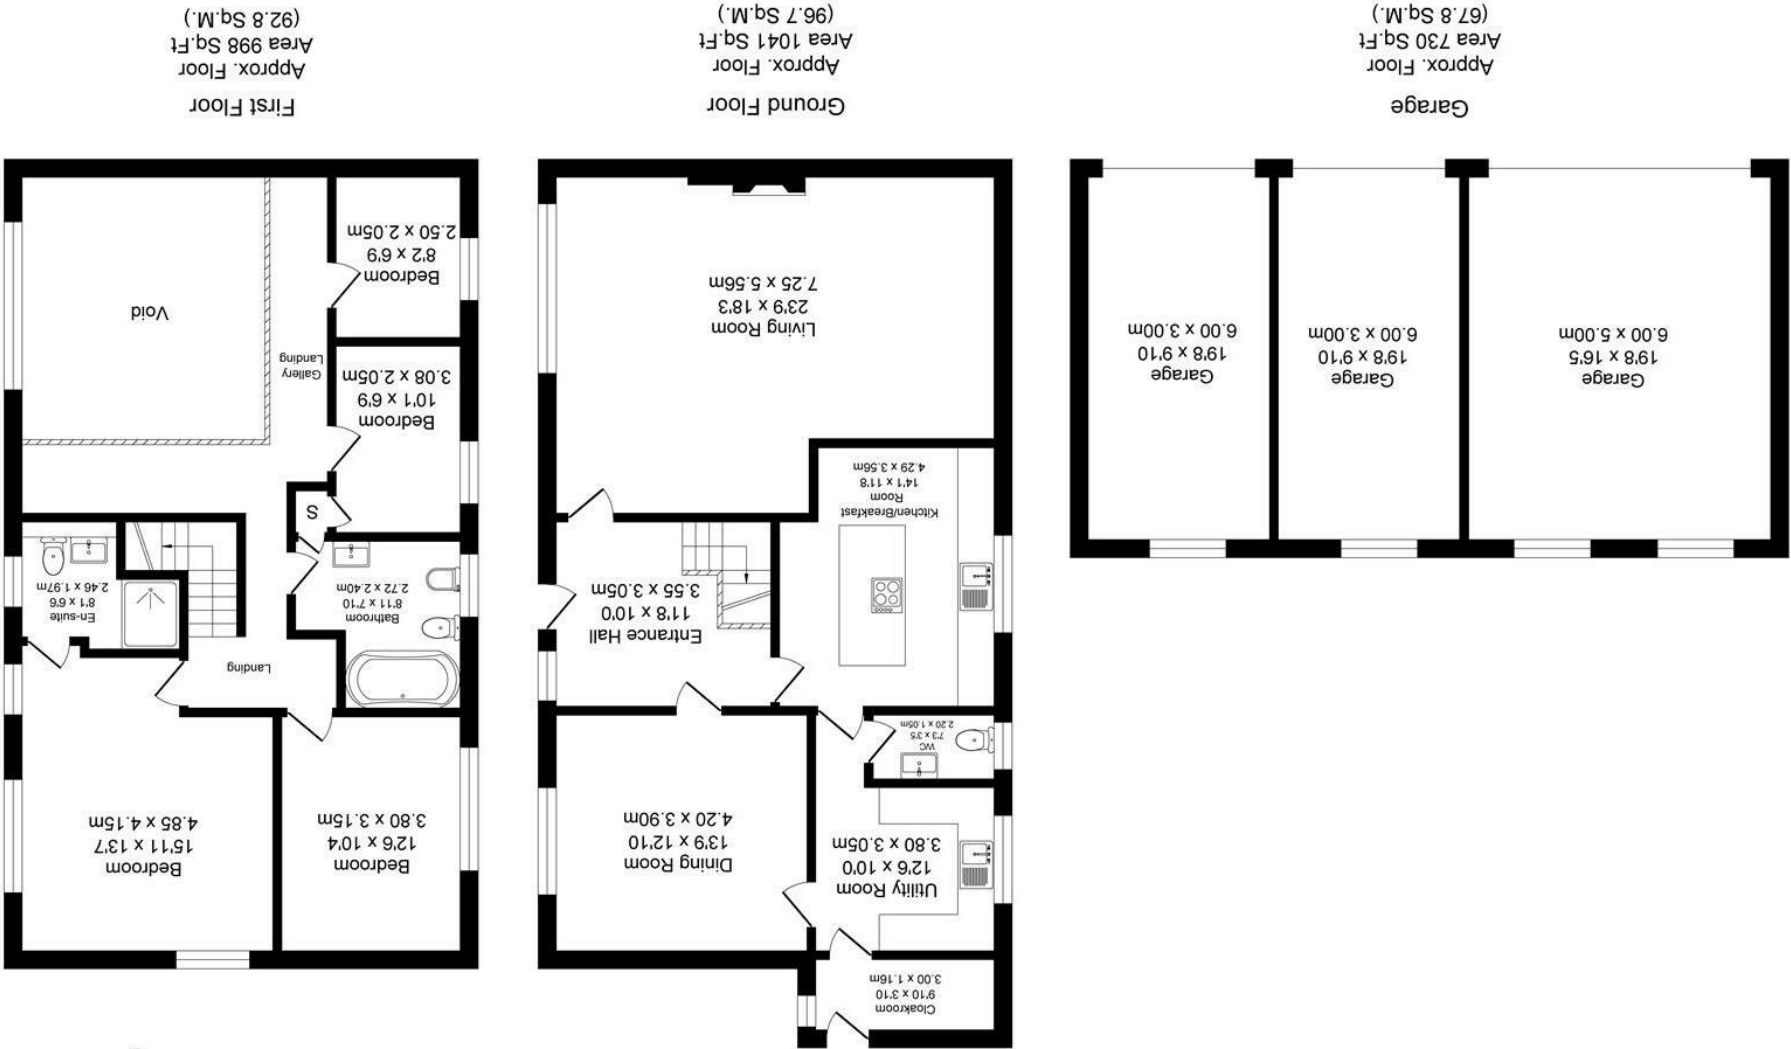 Garage
19'8 x 16'5
6.00 x 5.00m
Garage
19'8 x 9'10
6.00 x 3.00m
Garage
19'8 x 9'10
6.00 x 3.00m
Garage
Approx. Floor
Area 730 Sq.Ft
(67.8 Sq.M.)
Cloakroom
9'10 x 3'10
3.00 x 1.16m
Utility Room
12'6 x 10'0
3.80 x 3.05m
Dining Room
13'9 x 12'10
4.20 x 3.90m
WC
7'3 x 3'5
2.20 x 1.05m
Entrance Hall
11'8 x 10'0
3.55 x 3.05m
Kitchen/Breakfast
Room
14'1 x 11'8
4.29 x 3.56m
Living Room
23'9 x 18'3
7.25 x 5.56m
Ground Floor
Approx. Floor
Area 1041 Sq.Ft
(96.7 Sq.M.)
Bedroom
12'6 x 10'4
3.80 x 3.15m
Bedroom
15'11 x 13'7
4.85 x 4.15m
Landing
Bathroom
8'11 x 7'10
2.72 x 2.40m
En-suite
8'1 x 6'6
2.46 x 1.97m
S
Bedroom
10'1 x 6'9
3.08 x 2.05m
Gallery
Landing
Void
Bedroom
8'2 x 6'9
2.50 x 2.05m
First Floor
Approx. Floor
Area 998 Sq.Ft
(92.8 Sq.M.)